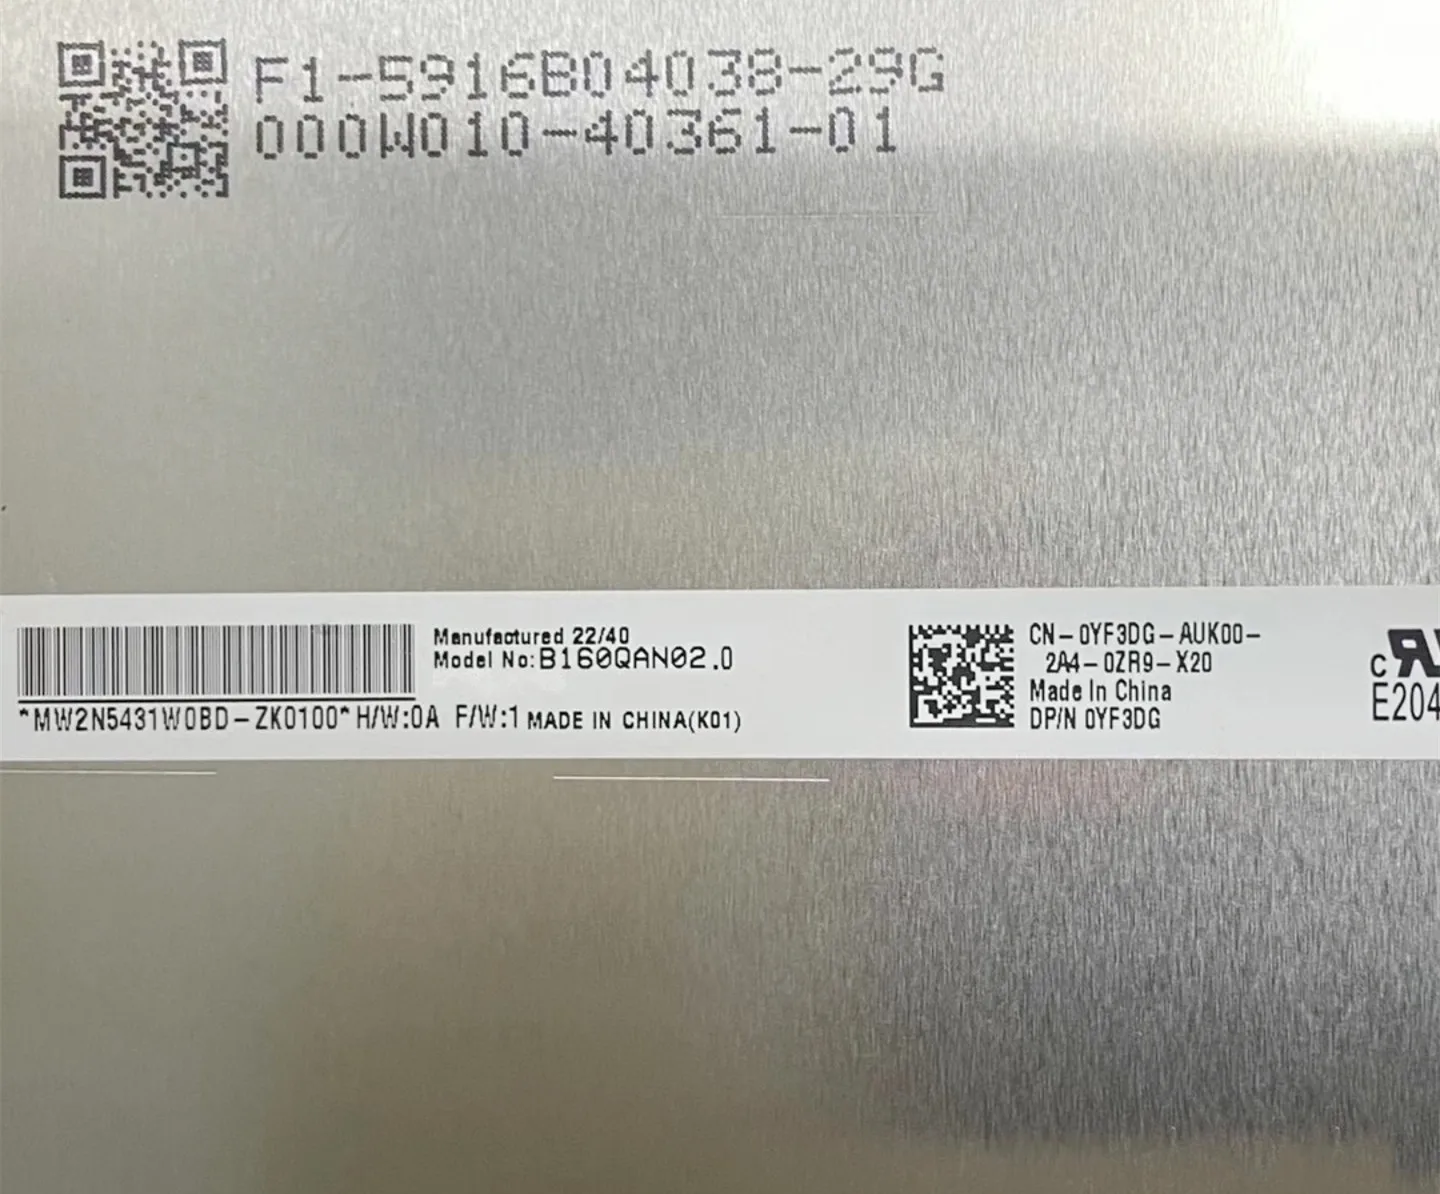 F1-5916B04038-29G
000W010-40361-01
Manufactured 22/40
Model No:B160QAN02.0
*MW2N5431W0BD-ZK0100*H/W:0A F/W:1 MADE IN CHINA(K01)
CN-0YF3DG-AUK00-
2A4-0ZR9-X20
Made In China
DP/N 0YF3DG
c
E204